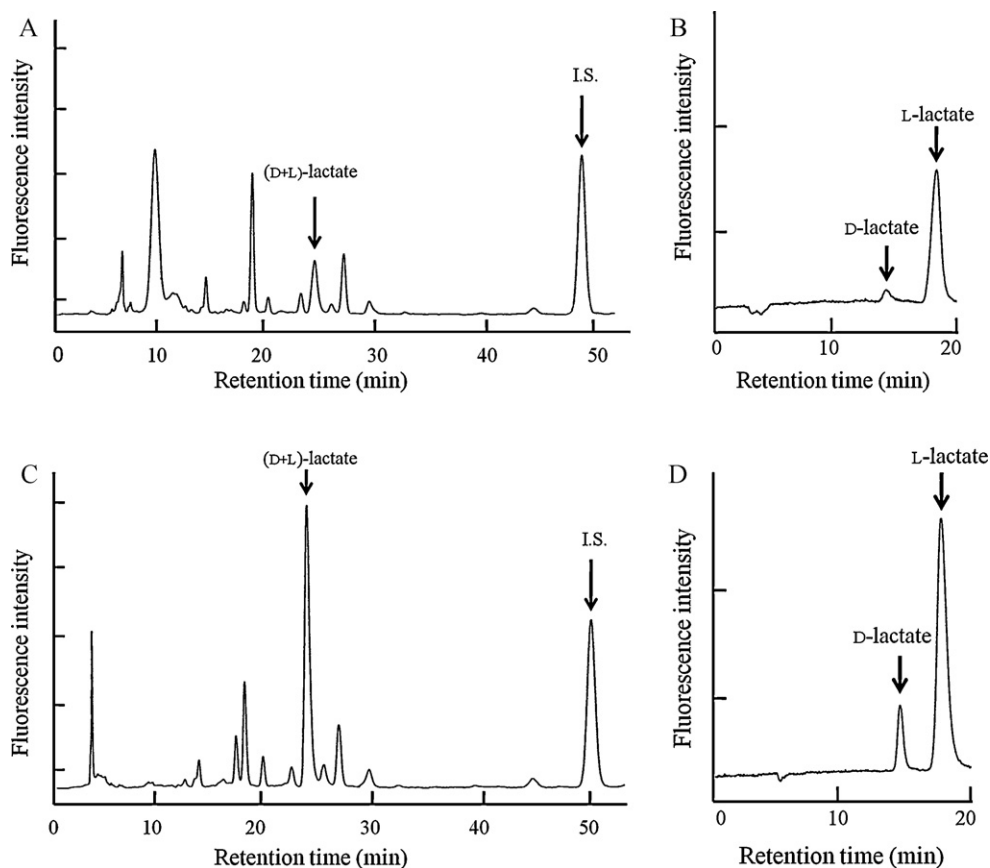 A
Fluorescence intensity
(D+L)-lactate
I.S.
0 10 20 30 40 50
Retention time (min)
B
Fluorescence intensity
L-lactate
D-lactate
0 10 20
Retention time (min)
C
Fluorescence intensity
(D+L)-lactate
I.S.
0 10 20 30 40 50
Retention time (min)
D
Fluorescence intensity
L-lactate
D-lactate
0 10 20
Retention time (min)